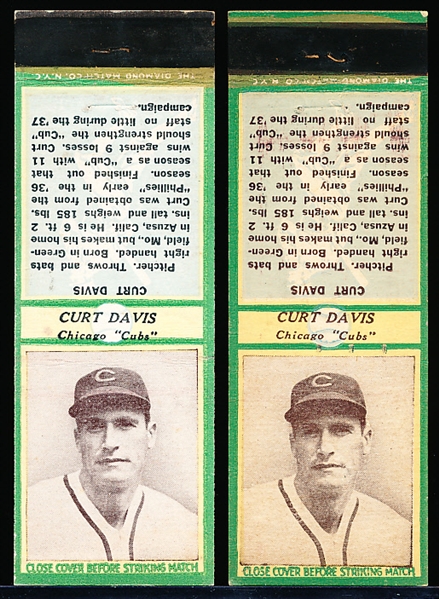 CURT DAVIS
Pitcher. Throws and bats
right handed. Born in Green-
field, Mo., but makes his home
in Azusa, Calif. He is 6 ft. 2
ins. tall and weighs 185 lbs.
Curt was obtained from the
"Phillies" early in the '36
season. Finished out that
season as a "Cub" with 11
wins against 9 losses. Curt
should strengthen the "Cub"
staff no little during the '37
campaign.
THE DIAMOND MATCH CO. N.Y.C.
CURT DAVIS
Chicago "Cubs"
C
CLOSE COVER BEFORE STRIKING MATCH
CURT DAVIS
Pitcher. Throws and bats
right handed. Born in Green-
field, Mo., but makes his home
in Azusa, Calif. He is 6 ft. 2
ins. tall and weighs 185 lbs.
Curt was obtained from the
"Phillies" early in the '36
season. Finished out that
season as a "Cub" with 11
wins against 9 losses. Curt
should strengthen the "Cub"
staff no little during the '37
campaign.
THE DIAMOND MATCH CO. N.Y.C.
CURT DAVIS
Chicago "Cubs"
C
CLOSE COVER BEFORE STRIKING MATCH